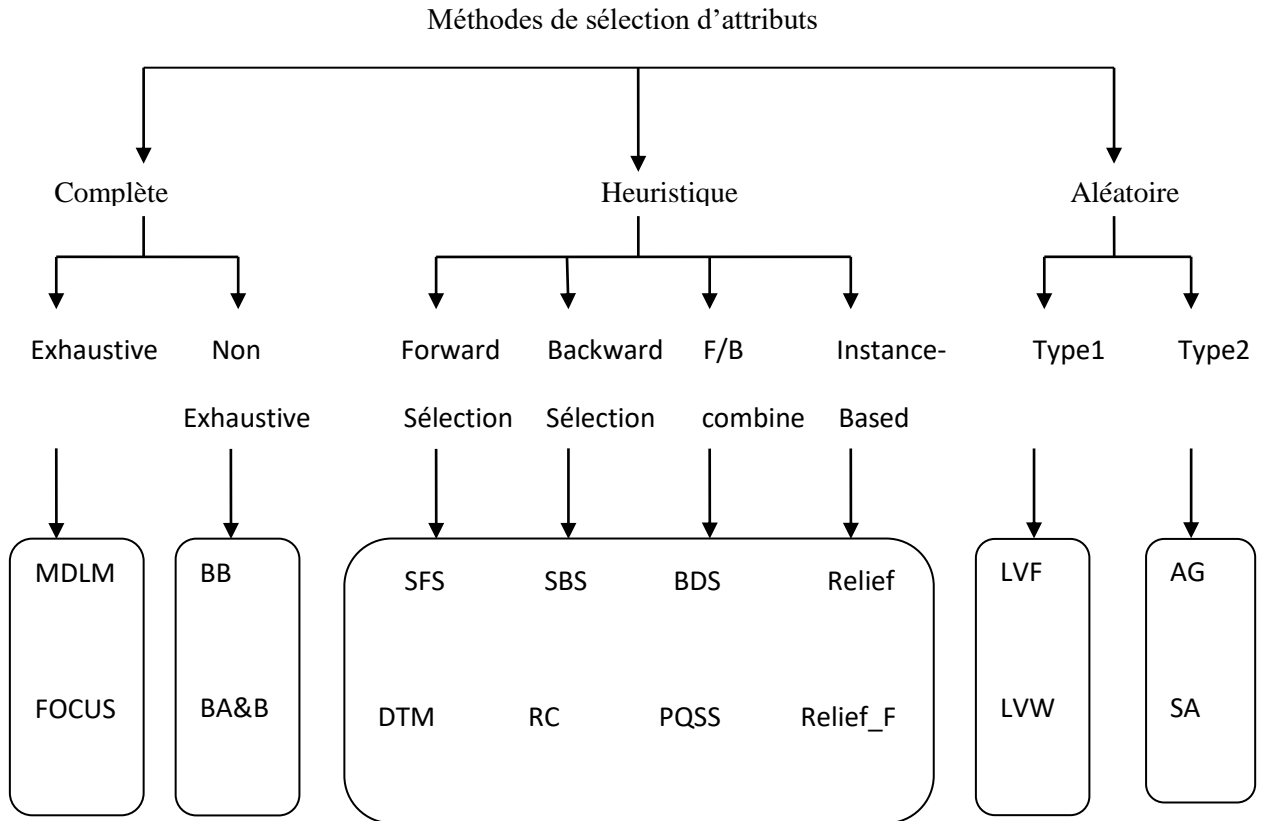 Méthodes de sélection d’attributs
Complète Heuristique Aléatoire
Exhaustive Non Forward Backward F/B Instance- Type1 Type2
Exhaustive Sélection Sélection combine Based
MDLM BB SFS SBS BDS Relief LVF AG
FOCUS BA&B DTM RC PQSS Relief_F LVW SA